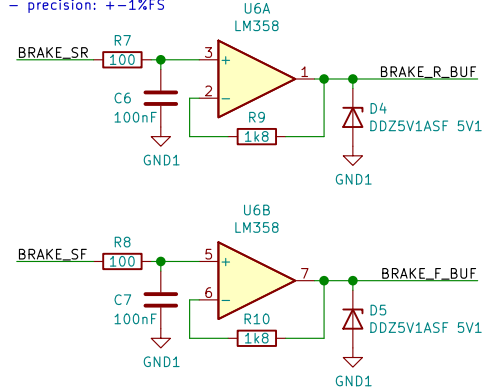 - precision: +-1%FS
U6A
LM358
BRAKE_SR
R7
100
3
+
1
BRAKE_R_BUF
2
-
C6
100nF
R9
1k8
D4
DDZ5V1ASF 5V1
GND1
GND1
U6B
LM358
BRAKE_SF
R8
100
5
+
7
BRAKE_F_BUF
6
-
C7
100nF
R10
1k8
D5
DDZ5V1ASF 5V1
GND1
GND1